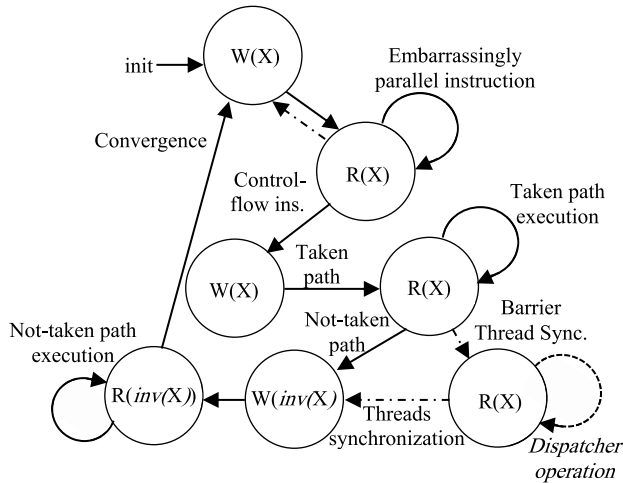 init
W(X)
Embarrassingly
parallel instruction
Convergence
R(X)
Control-
flow ins.
Taken path
execution
W(X)
Taken
path
R(X)
Barrier
Thread Sync.
Not-taken
path
Not-taken path
execution
R(inv(X))
W(inv(X)
Threads
synchronization
R(X)
Dispatcher
operation